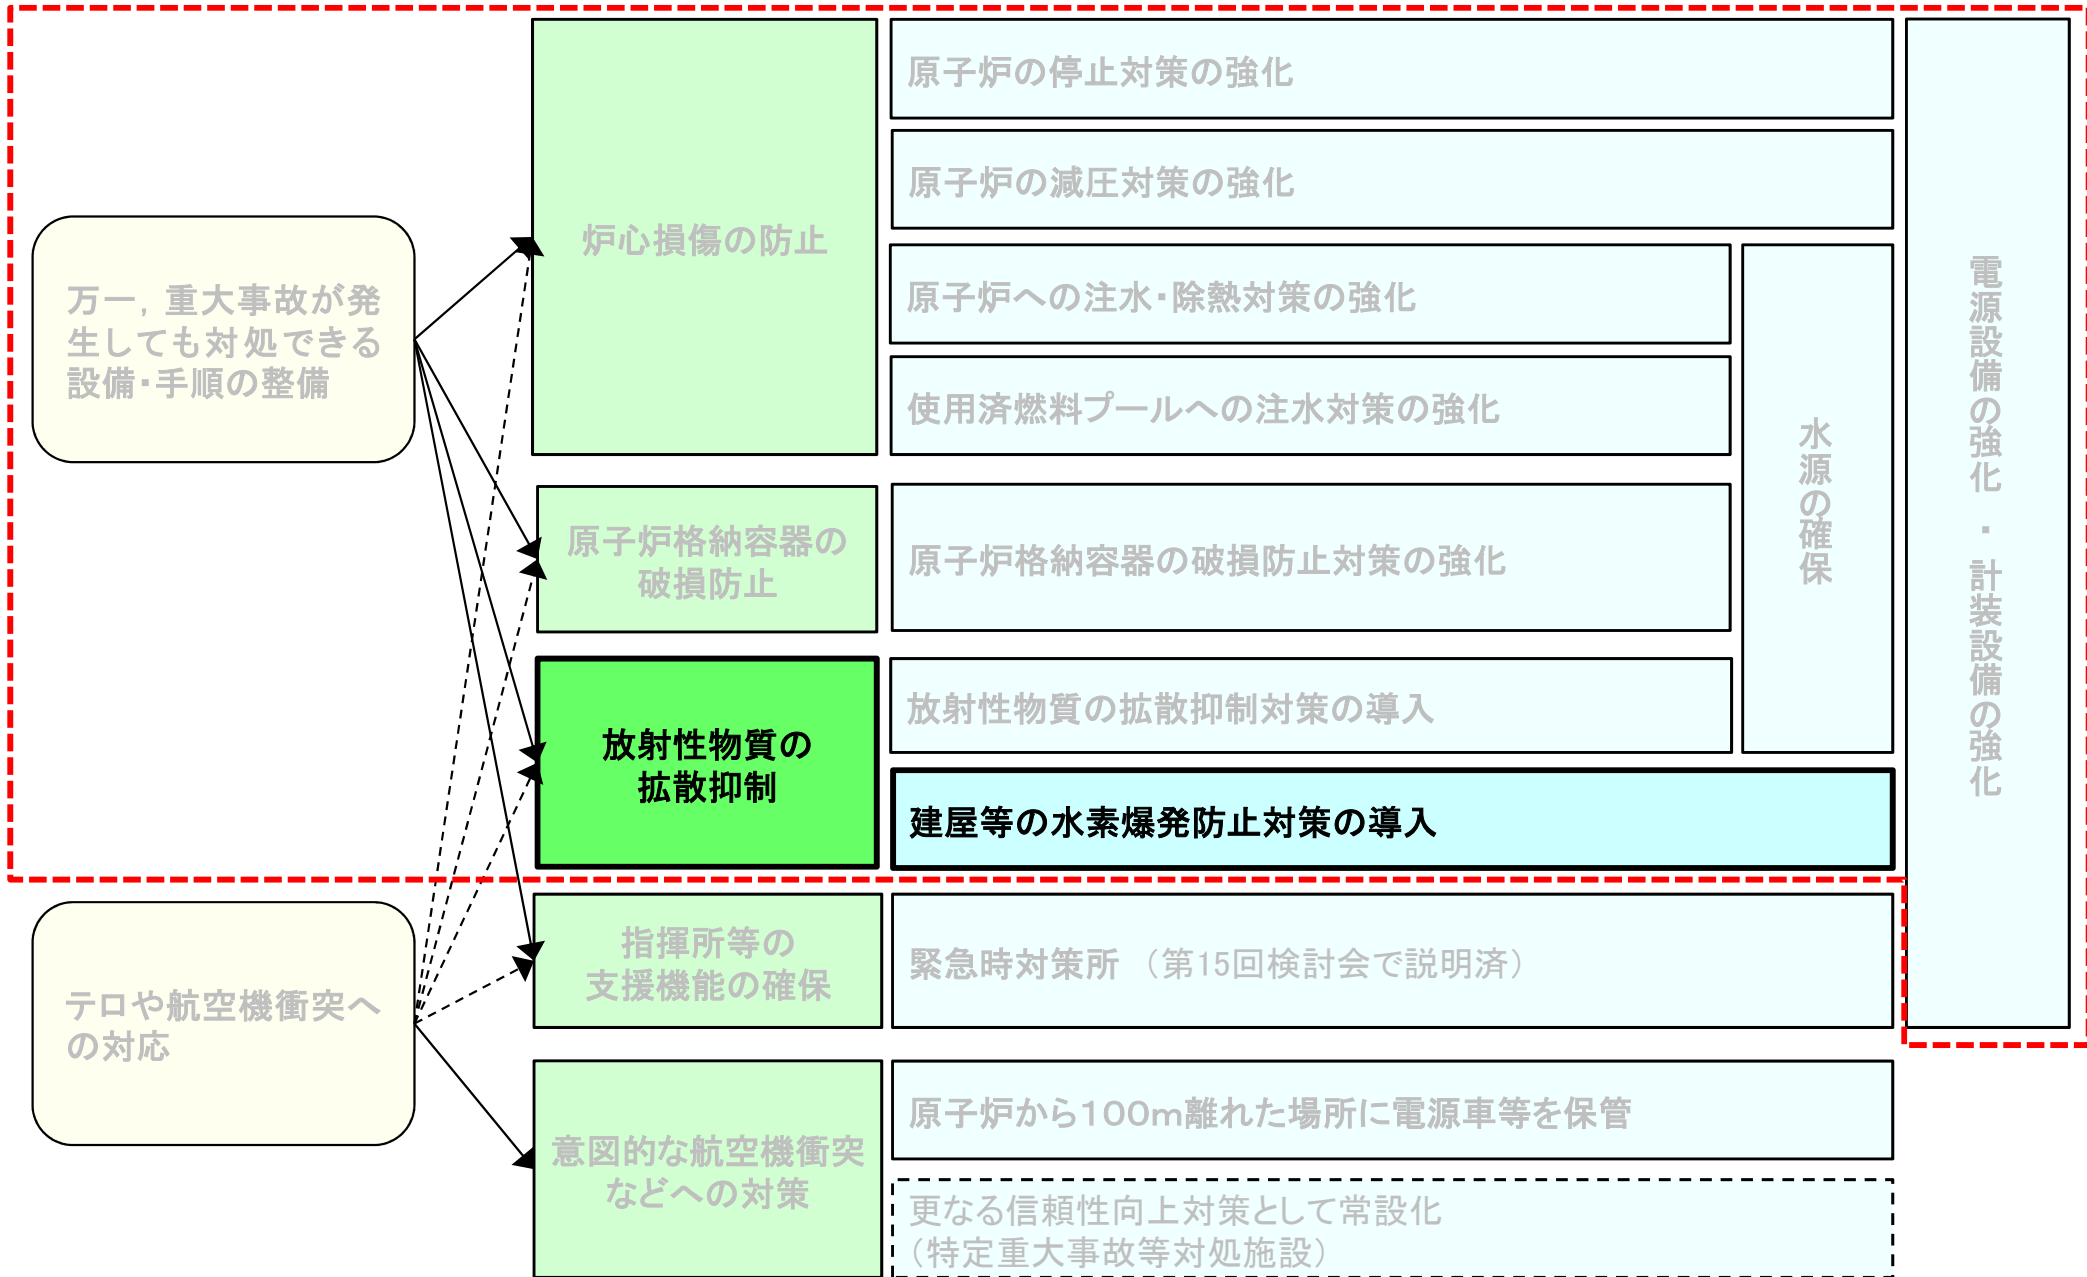 万一，重大事故が発
生しても対処できる
設備・手順の整備
テロや航空機衝突へ
の対応
炉心損傷の防止
原子炉格納容器の
破損防止
放射性物質の
拡散抑制
指揮所等の
支援機能の確保
意図的な航空機衝突
などへの対策
原子炉の停止対策の強化
原子炉の減圧対策の強化
原子炉への注水・除熱対策の強化
使用済燃料プールへの注水対策の強化
原子炉格納容器の破損防止対策の強化
放射性物質の拡散抑制対策の導入
建屋等の水素爆発防止対策の導入
緊急時対策所（第15回検討会で説明済）
原子炉から１００ｍ離れた場所に電源車等を保管
更なる信頼性向上対策として常設化
（特定重大事故等対処施設）
水源の確保
電源設備の強化・計装設備の強化